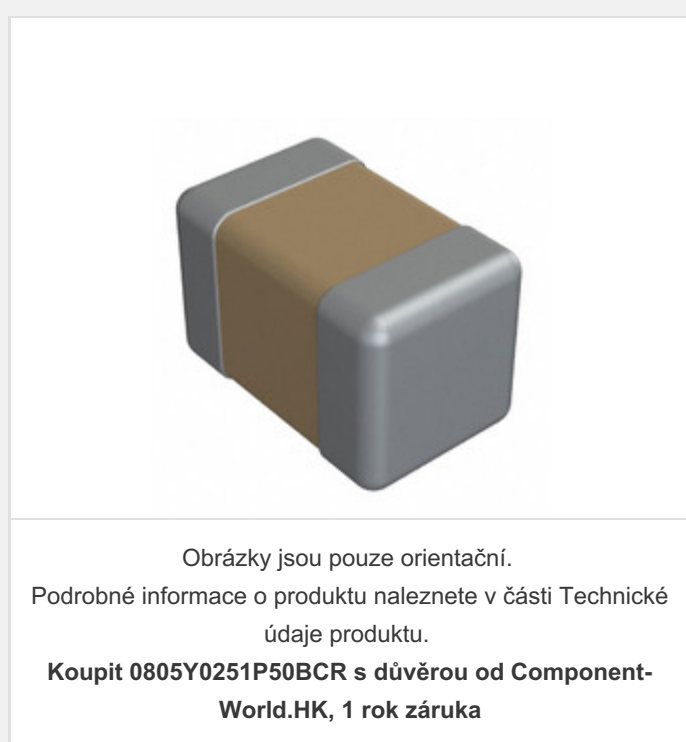 Obrázky jsou pouze orientační.
Podrobné informace o produktu naleznete v části Technické
údaje produktu.
Koupit 0805Y0251P50BCR s důvěrou od Component-
World.HK, 1 rok záruka